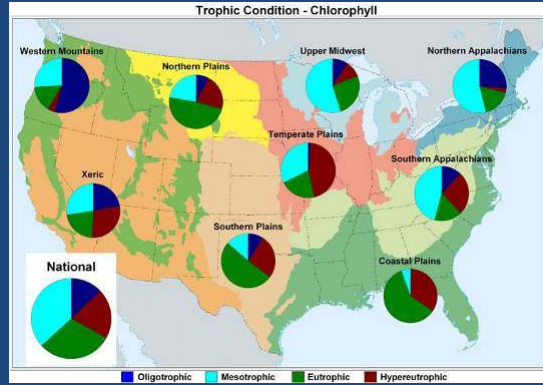 Trophic Condition - Chlorophyll
Western Mountains
Northern Plains
Upper Midwest
Northern Appalachians
Temperate Plains
Southern Appalachians
Xeric
Southern Plains
Coastal Plains
National
Oligotrophic Mesotrophic Eutrophic Hypereutrophic